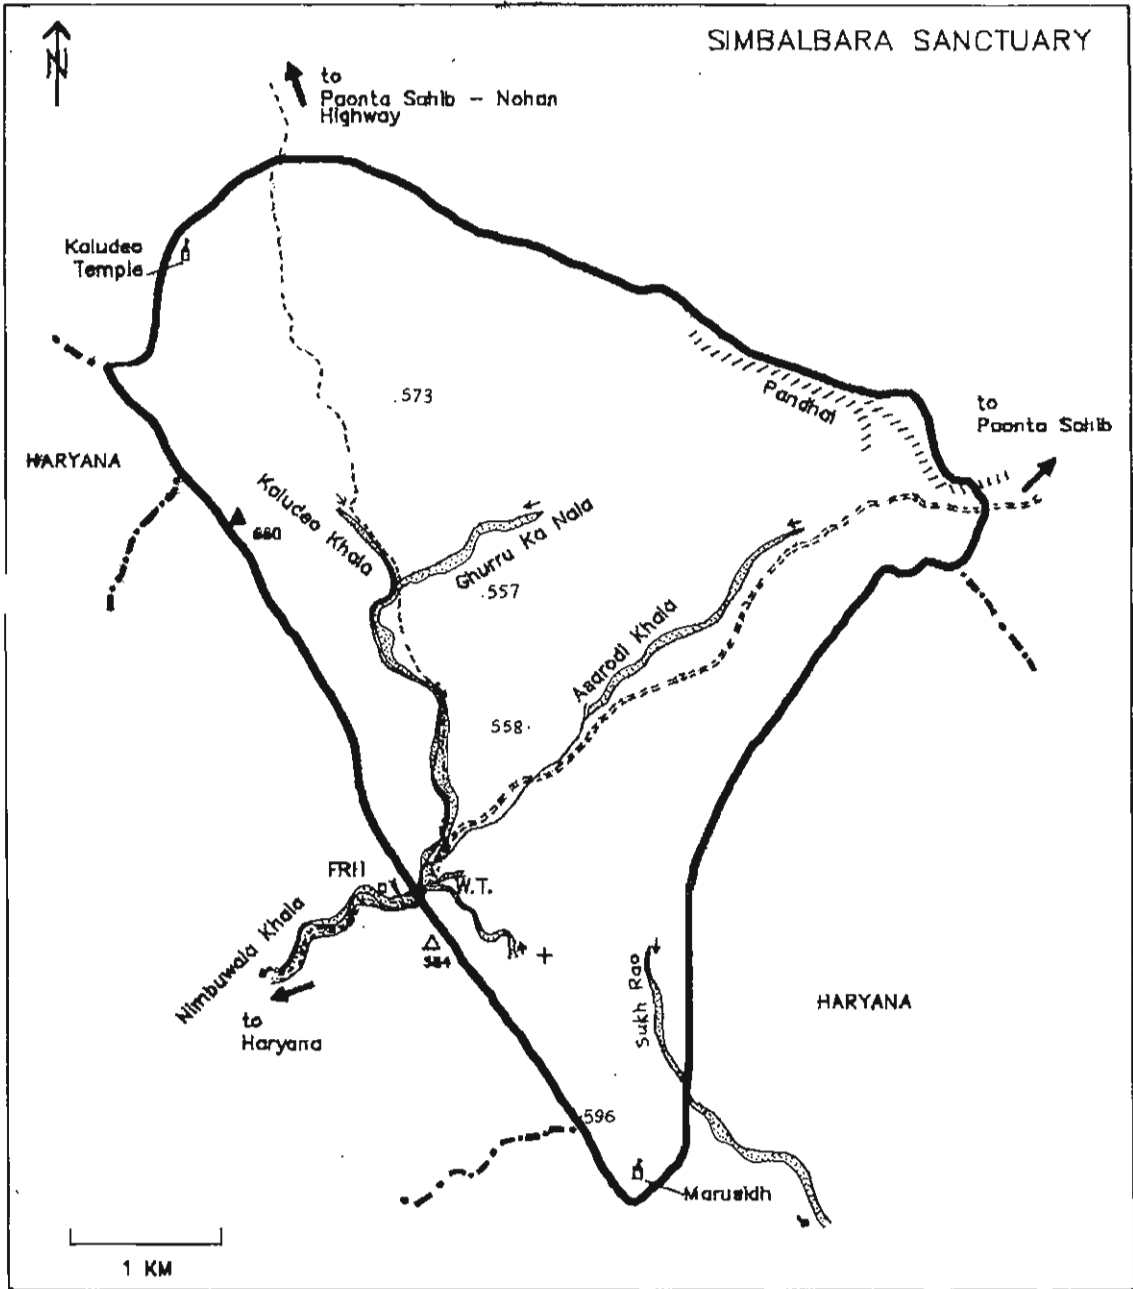 SIMBALBARA SANCTUARY
N
to
Paonta Sahib - Nohan
Highway
Kaludeo
Temple
.573
Pandhal
to
Paonta Sahib
HARYANA
Kaludeo Khala
Ghurru Ka Nala
680
.557
Asarodi Khala
558.
FRH
W.T.
Nimbuwala Khala
to
Haryana
Sukh Rao
HARYANA
596
Marusidh
1 KM